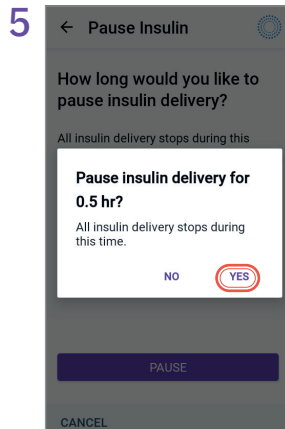 5
Pause Insulin
How long would you like to
pause insulin delivery?
All insulin delivery stops during this
Pause insulin delivery for
0.5 hr?
All insulin delivery stops during
this time.
NO YES
PAUSE
CANCEL